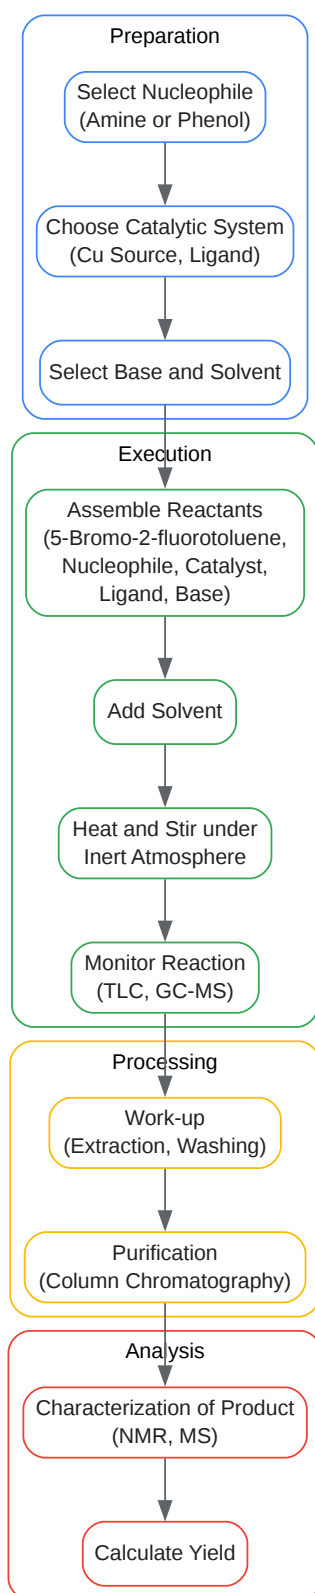 Preparation
Select Nucleophile
(Amine or Phenol)
Choose Catalytic System
(Cu Source, Ligand)
Select Base and Solvent
Execution
Assemble Reactants
(5-Bromo-2-fluorotoluene,
Nucleophile, Catalyst,
Ligand, Base)
Add Solvent
Heat and Stir under
Inert Atmosphere
Monitor Reaction
(TLC, GC-MS)
Processing
Work-up
(Extraction, Washing)
Purification
(Column Chromatography)
Analysis
Characterization of Product
(NMR, MS)
Calculate Yield